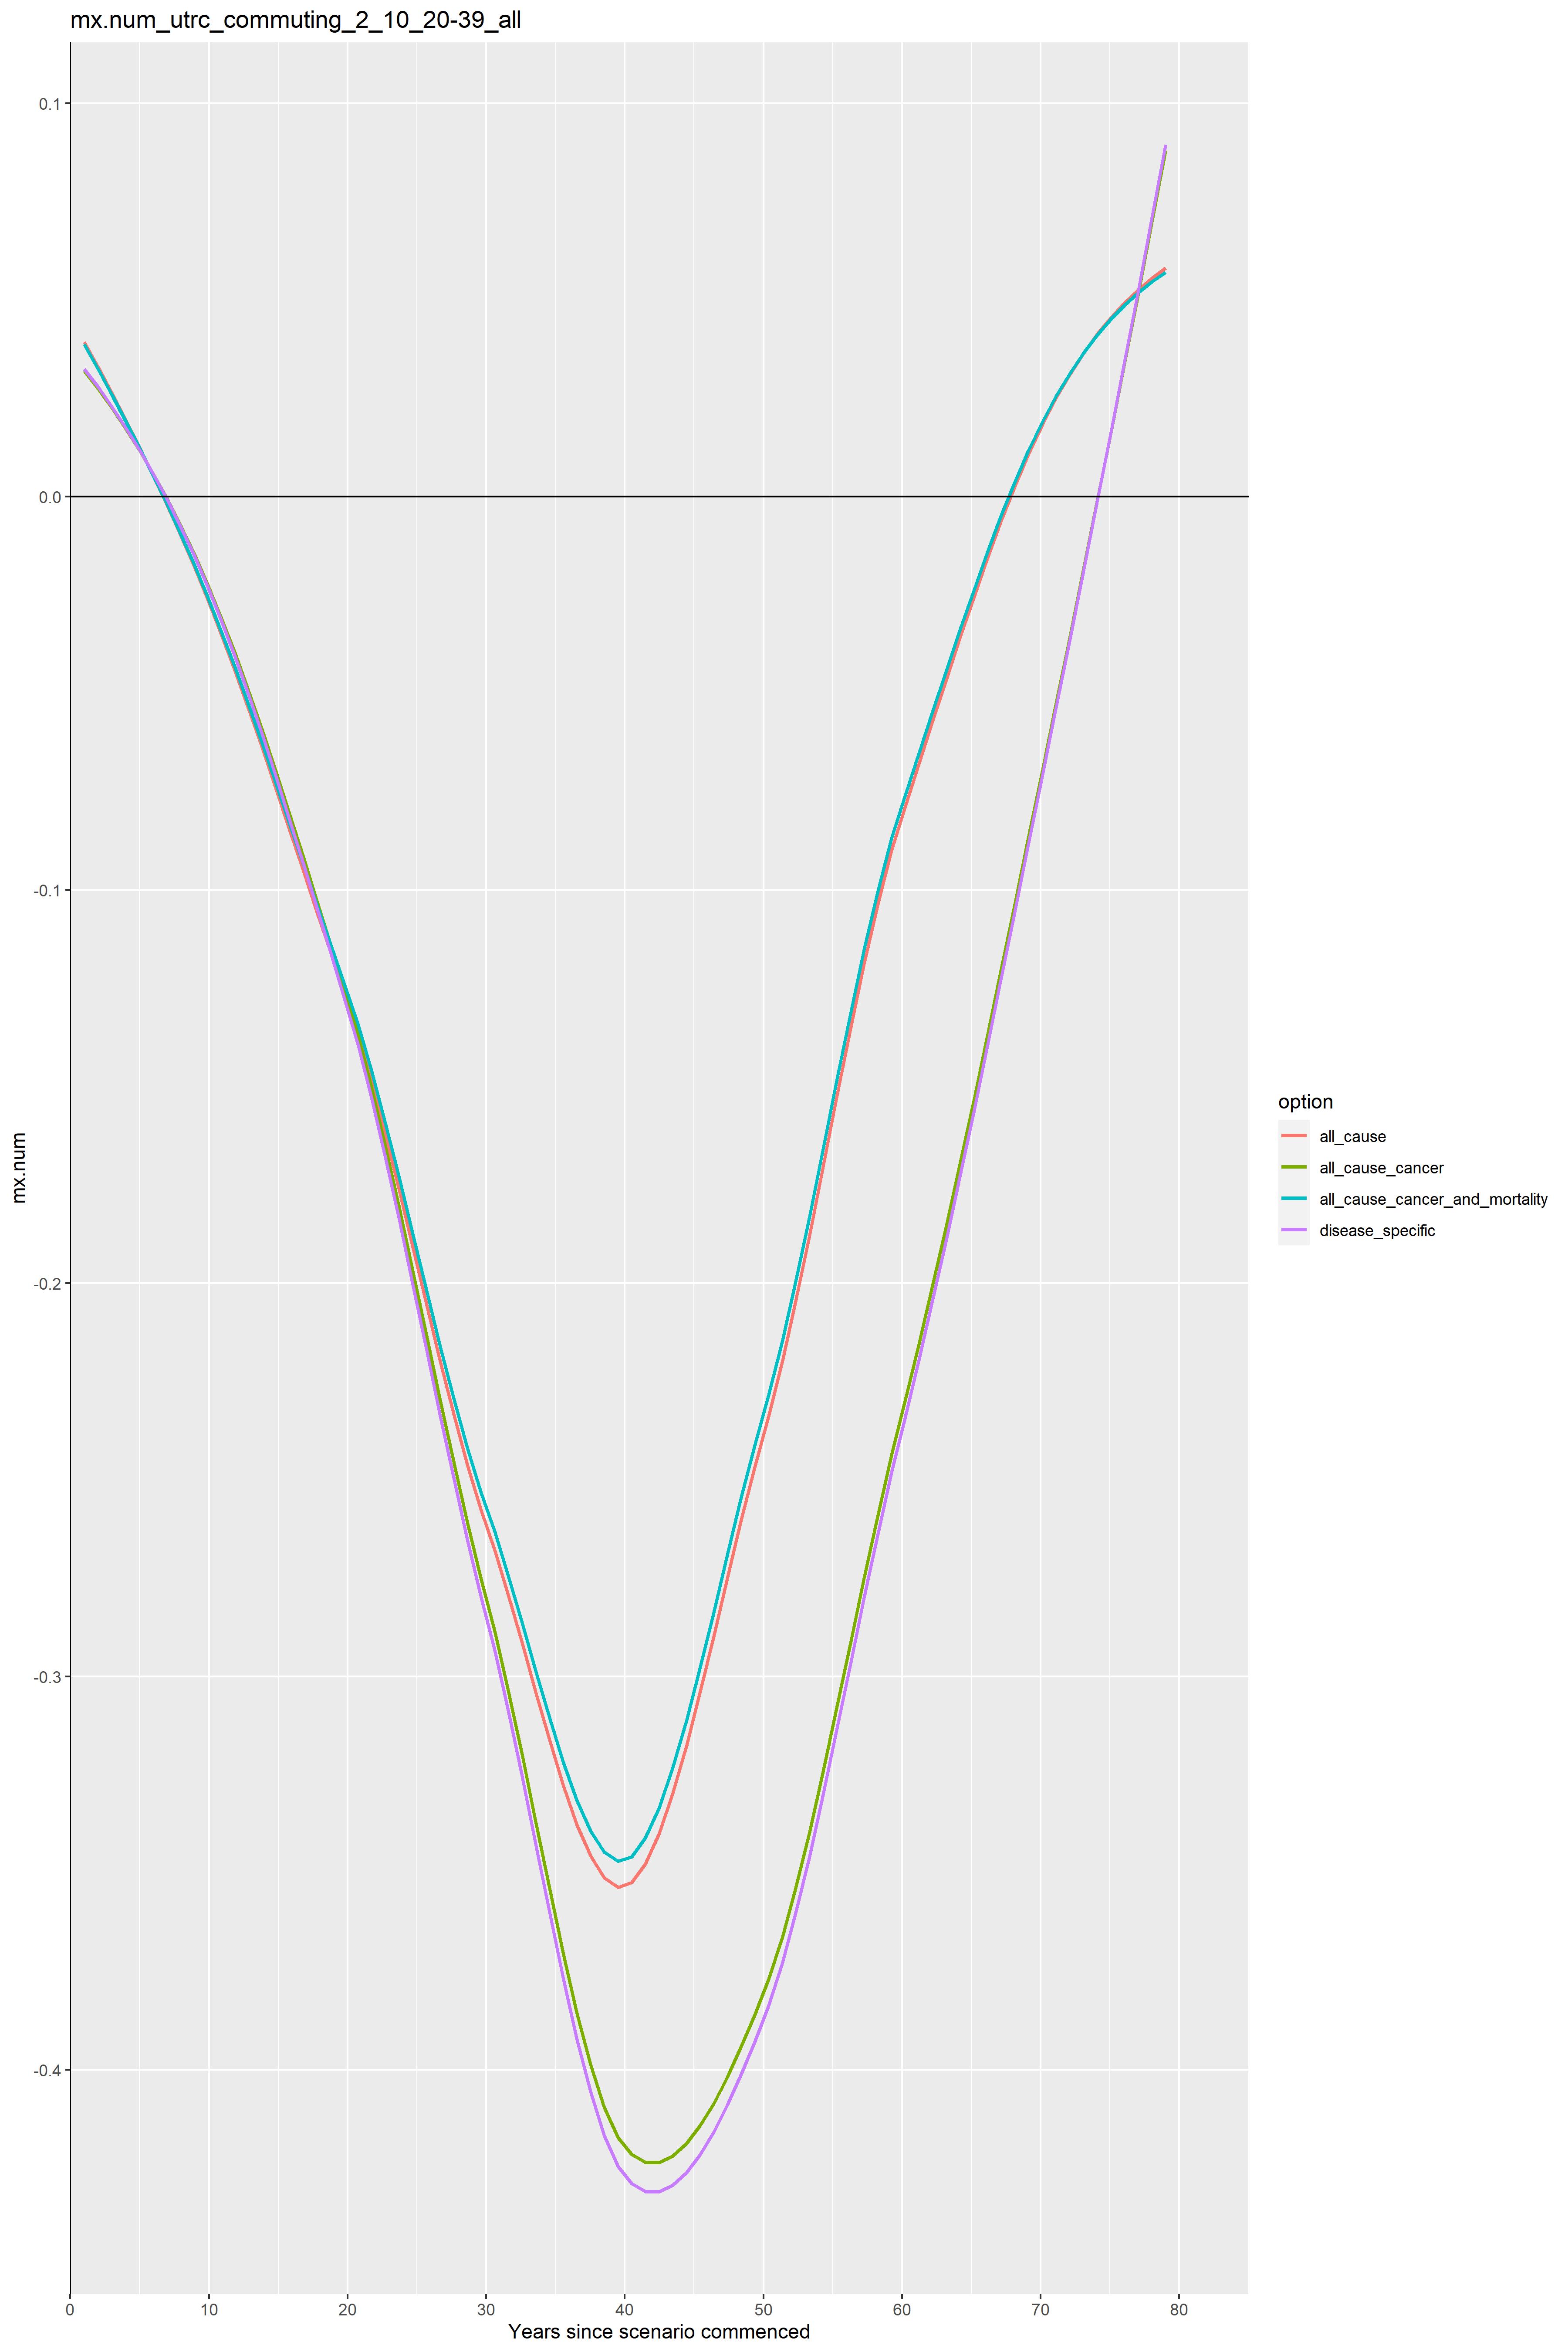 mx.num_utrc_commuting_2_10_20-39_all
0.1
0.0
-0.1
-0.2
-0.3
-0.4
mx.num
0 10 20 30 40 50 60 70 80
Years since scenario commenced
option
all_cause
all_cause_cancer
all_cause_cancer_and_mortality
disease_specific